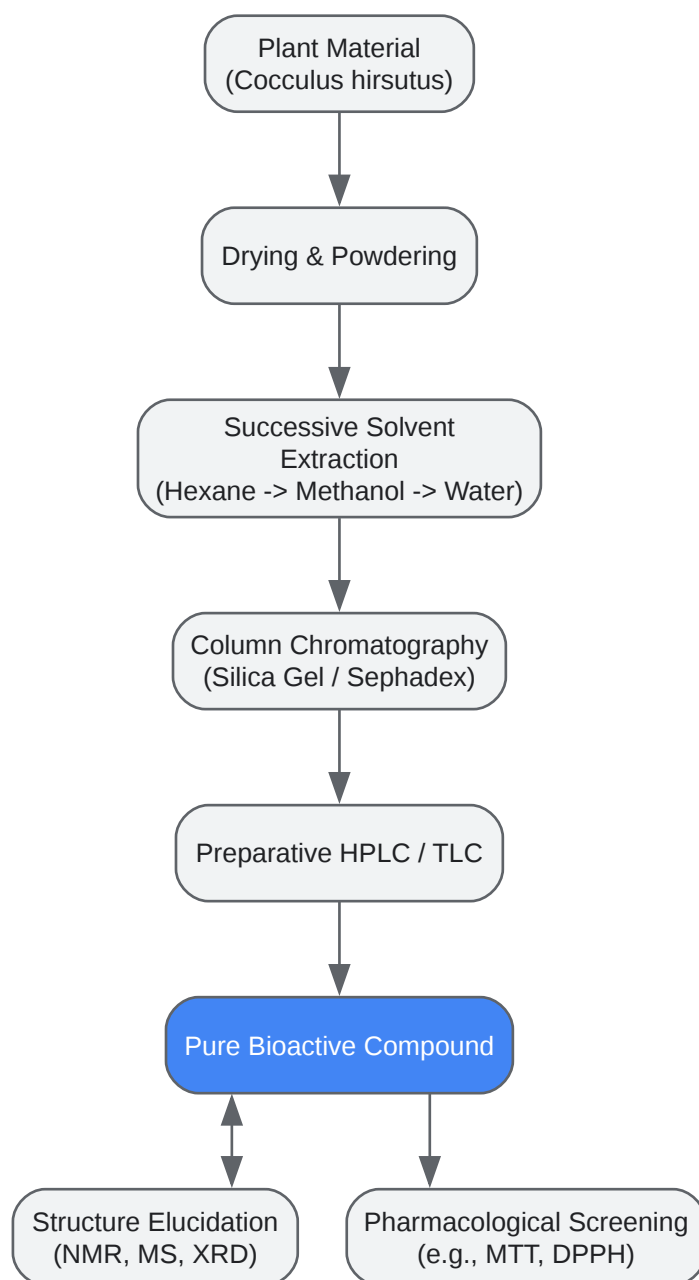 Plant Material
(Cocculus hirsutus)
Drying & Powdering
Successive Solvent
Extraction
(Hexane -> Methanol -> Water)
Column Chromatography
(Silica Gel / Sephadex)
Preparative HPLC / TLC
Pure Bioactive Compound
Structure Elucidation
(NMR, MS, XRD)
Pharmacological Screening
(e.g., MTT, DPPH)